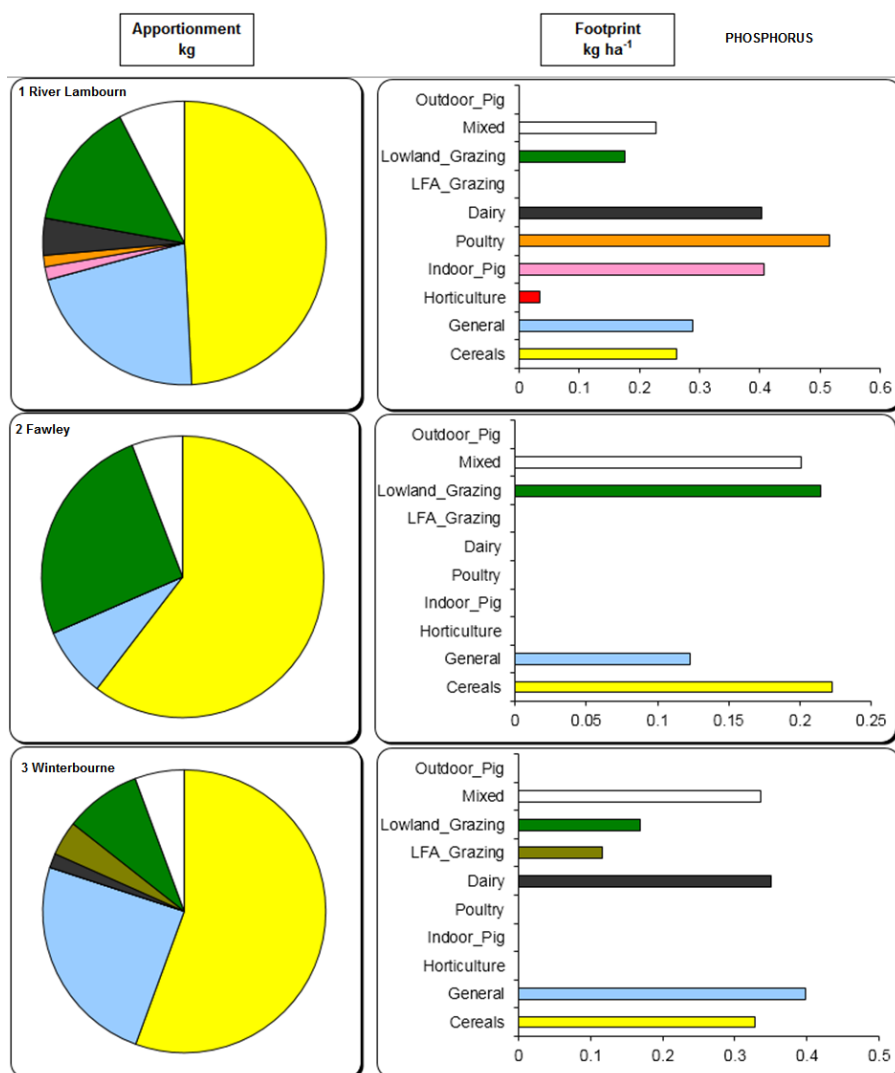 Apportionment
kg
Footprint
kg ha-1
PHOSPHORUS
1 River Lambourn
Outdoor_Pig
Mixed
Lowland_Grazing
LFA_Grazing
Dairy
Poultry
Indoor_Pig
Horticulture
General
Cereals
0 0.1 0.2 0.3 0.4 0.5 0.6
2 Fawley
Outdoor_Pig
Mixed
Lowland_Grazing
LFA_Grazing
Dairy
Poultry
Indoor_Pig
Horticulture
General
Cereals
0 0.05 0.1 0.15 0.2 0.25
3 Winterbourne
Outdoor_Pig
Mixed
Lowland_Grazing
LFA_Grazing
Dairy
Poultry
Indoor_Pig
Horticulture
General
Cereals
0 0.1 0.2 0.3 0.4 0.5